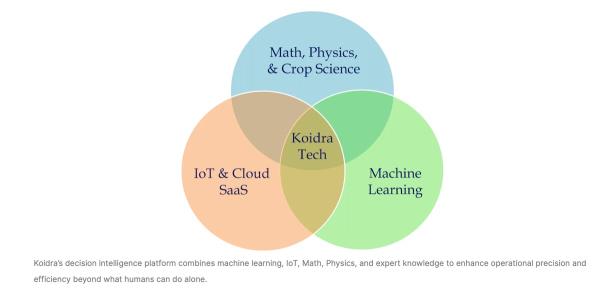 Math, Physics,
& Crop Science
Koidra
Tech
IoT & Cloud
SaaS
Machine
Learning
Koidra's decision intelligence platform combines machine learning, IoT, Math, Physics, and expert knowledge to enhance operational precision and
efficiency beyond what humans can do alone.